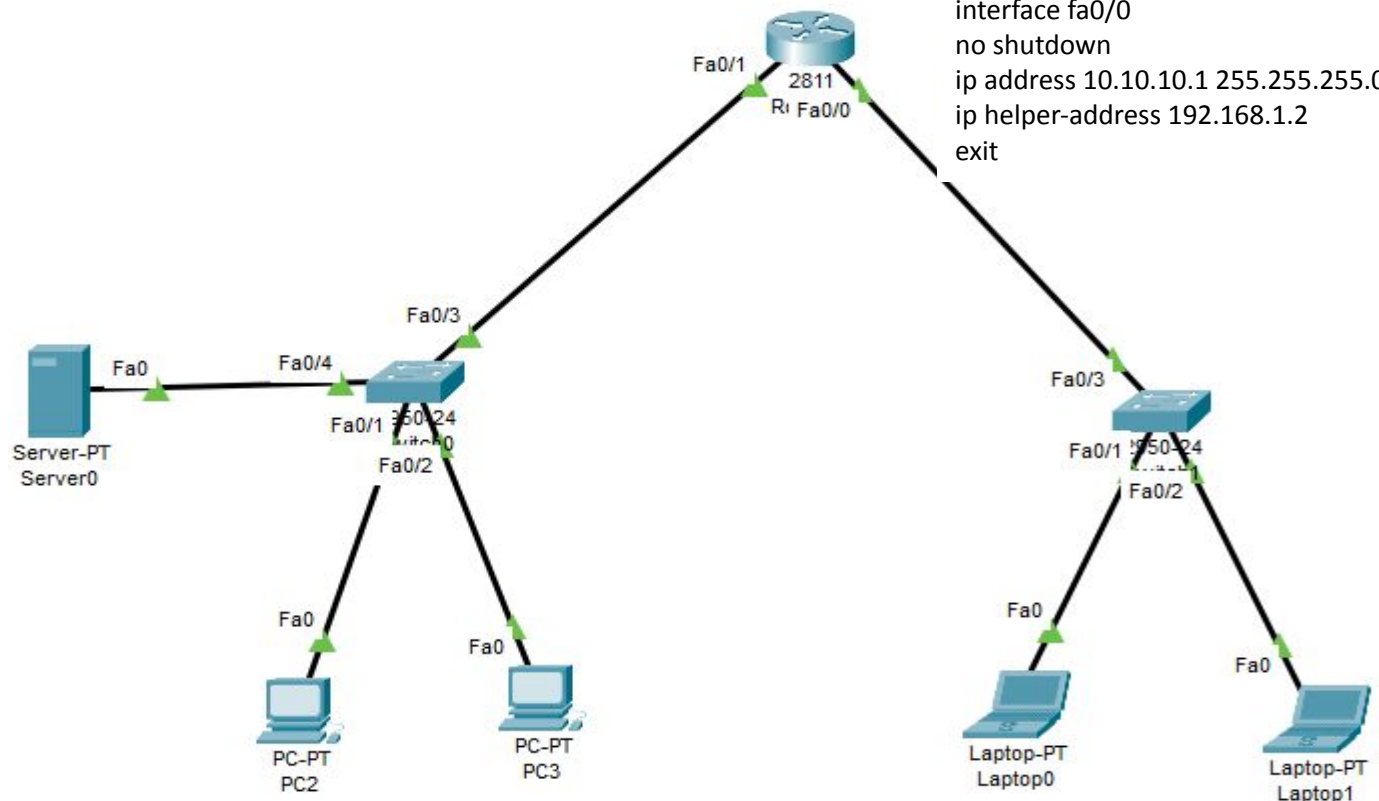 interface fa0/0
no shutdown
ip address 10.10.10.1 255.255.255.0
ip helper-address 192.168.1.2
exit
Fa0/1
2811
Fa0/0
Fa0/3
Fa0
Fa0/4
Server-PT
Server0
Fa0/1
Fa0/2
Fa0/3
Fa0/1
Fa0/2
Fa0
Fa0
PC-PT
PC2
PC-PT
PC3
Fa0
Fa0
Laptop-PT
Laptop0
Laptop-PT
Laptop1